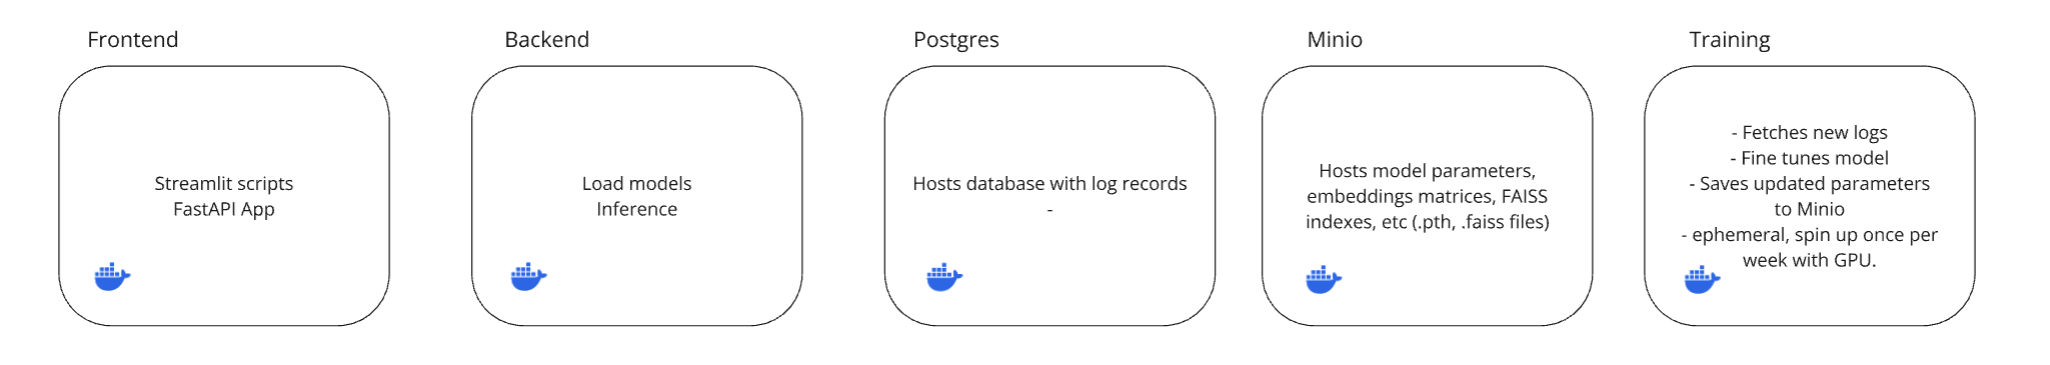 Frontend
Streamlit scripts
FastAPI App
Backend
Load models
Inference
Postgres
Hosts database with log records
-
Minio
Hosts model parameters,
embeddings matrices, FAISS
indexes, etc (.pth, .faiss files)
Training
- Fetches new logs
- Fine tunes model
- Saves updated parameters
to Minio
- ephemeral, spin up once per
week with GPU.